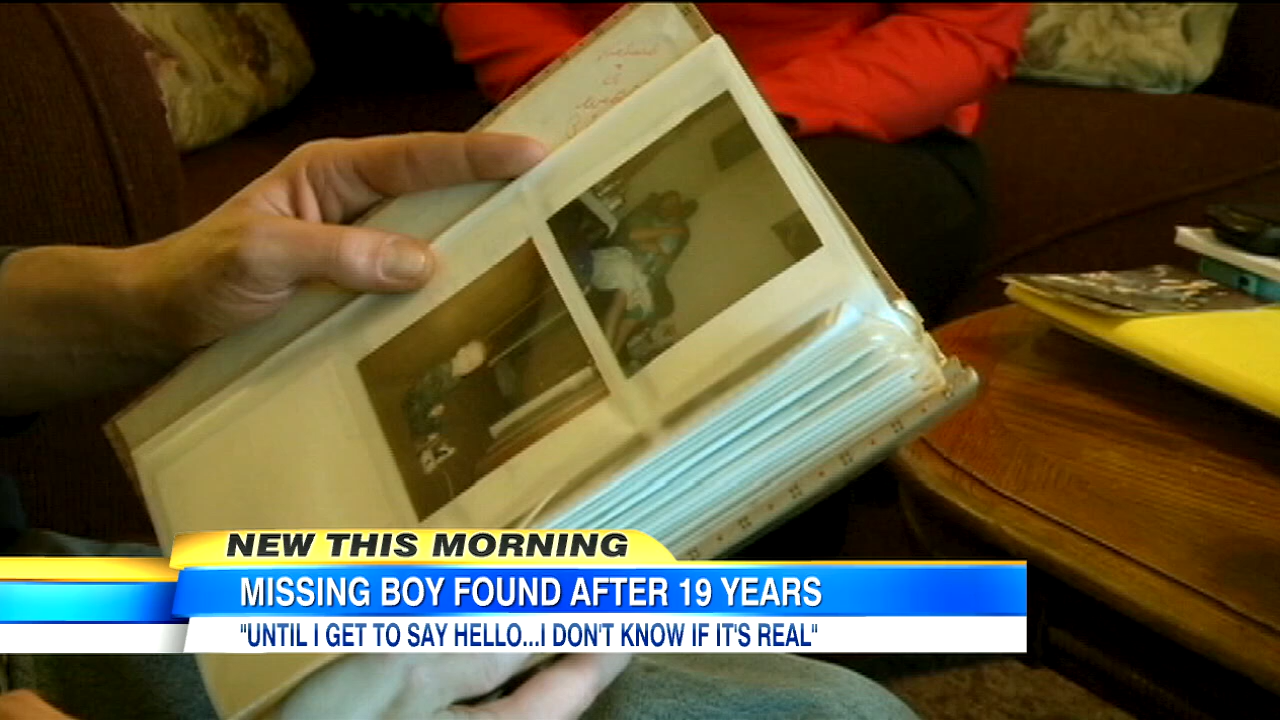 NEW THIS MORNING
MISSING BOY FOUND AFTER 19 YEARS
"UNTIL I GET TO SAY HELLO...I DON'T KNOW IF IT'S REAL"